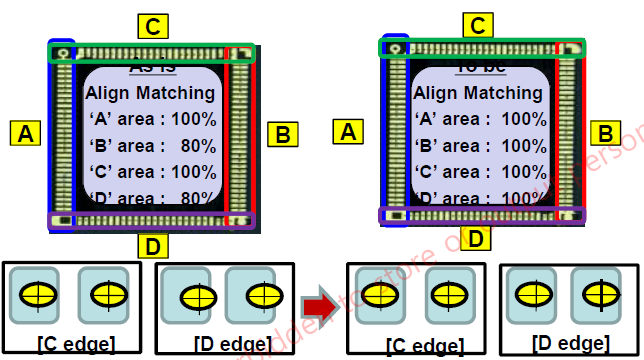 C
C
As is
To be
Align Matching
Align Matching
'A' area : 100%
'A' area : 100%
A
B
A
B
'B' area : 80%
'B' area : 100%
'C' area : 100%
'C' area : 100%
'D' area : 80%
'D' area : 100%
D
D
[C edge]
[D edge]
[C edge]
[D edge]